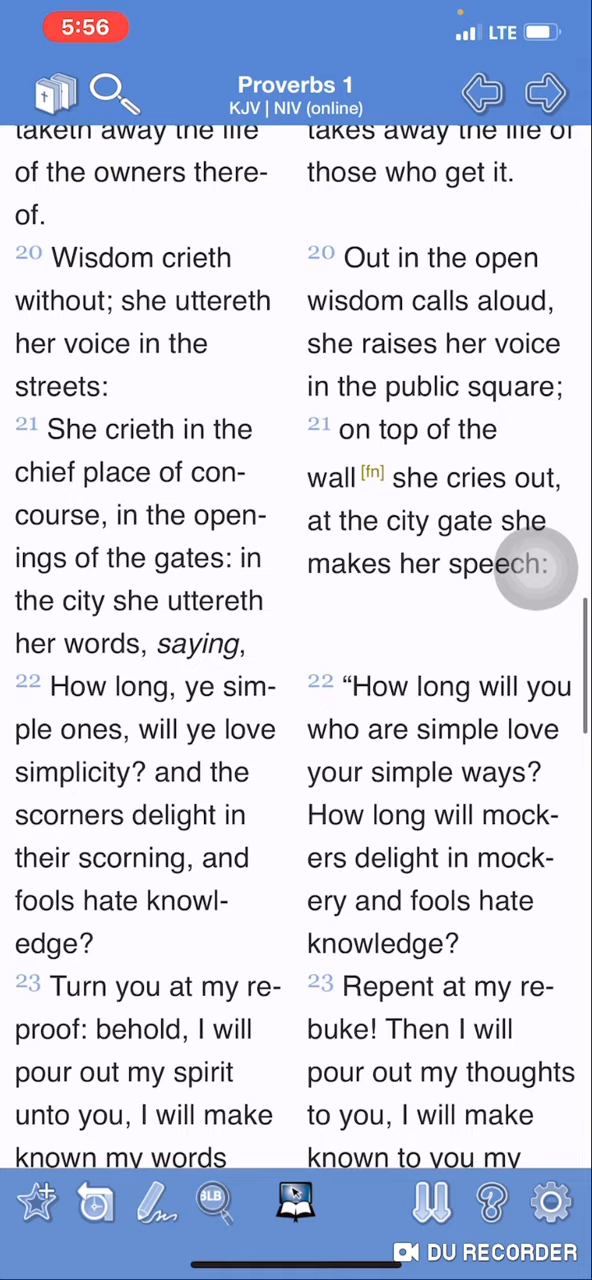 5:56
LTE
Proverbs 1
KJV | NIV (online)
taketh away the life
of the owners there-
of.
20 Wisdom crieth
without; she uttereth
her voice in the
streets:
21 She crieth in the
chief place of con-
course, in the open-
ings of the gates: in
the city she uttereth
her words, saying,
22 How long, ye sim-
ple ones, will ye love
simplicity? and the
scorners delight in
their scorning, and
fools hate knowl-
edge?
23 Turn you at my re-
proof: behold, I will
pour out my spirit
unto you, I will make
known my words
takes away the life of
those who get it.
20 Out in the open
wisdom calls aloud,
she raises her voice
in the public square;
21 on top of the
wall [fn] she cries out,
at the city gate she
makes her speech:
22 “How long will you
who are simple love
your simple ways?
How long will mock-
ers delight in mock-
ery and fools hate
knowledge?
23 Repent at my re-
buke! Then I will
pour out my thoughts
to you, I will make
known to you my
BLB
DU RECORDER